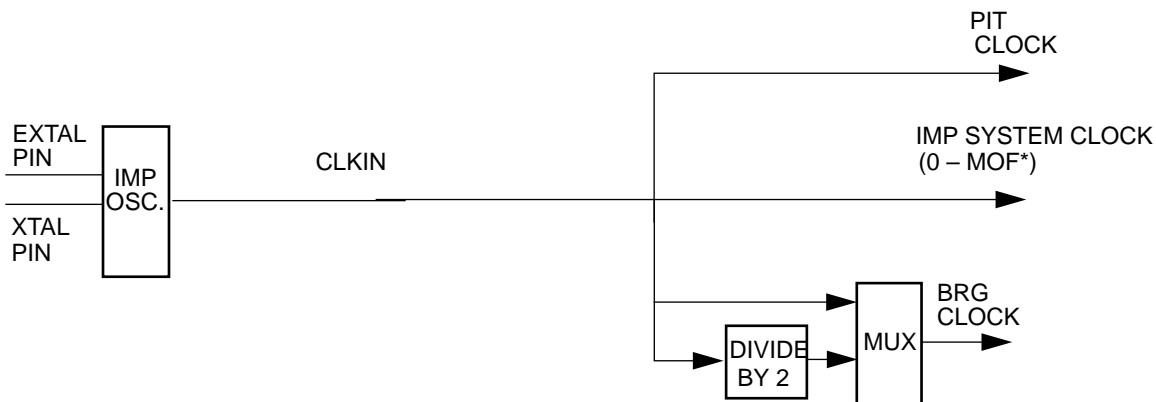 PIT
CLOCK
EXTAL
PIN
IMP SYSTEM CLOCK
(0 – MOF*)
CLKIN
IMP
OSC.
XTAL
PIN
BRG
CLOCK
DIVIDE
BY 2
MUX